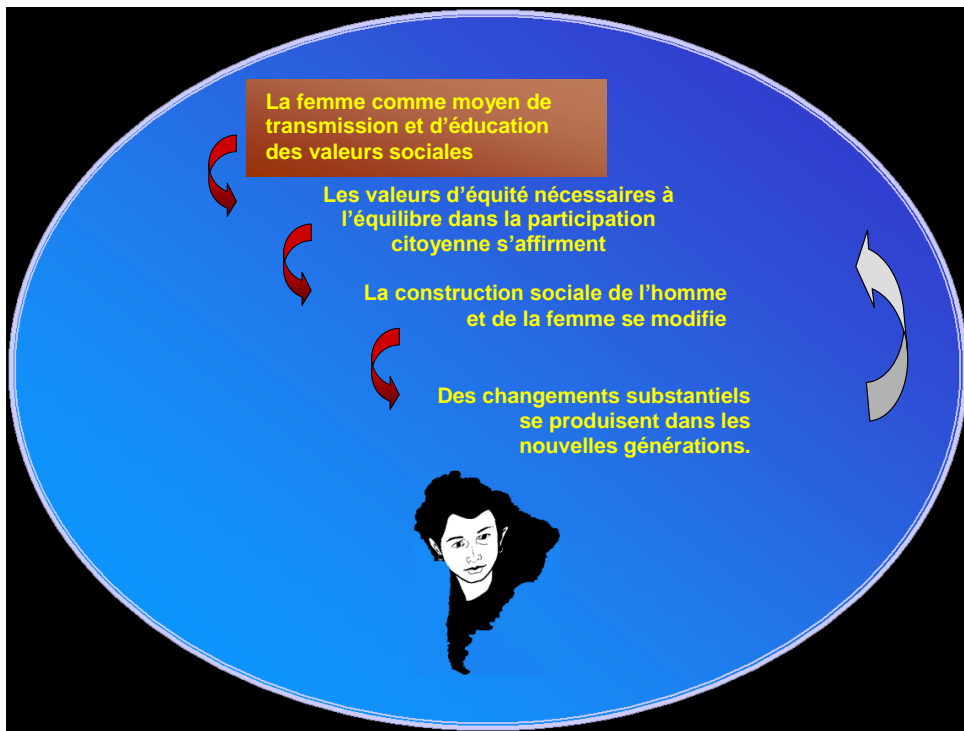 La femme comme moyen de
transmission et d’éducation
des valeurs sociales
Les valeurs d’équité nécessaires à
l’équilibre dans la participation
citoyenne s’affirment
La construction sociale de l’homme
et de la femme se modifie
Des changements substantiels
se produisent dans les
nouvelles générations.